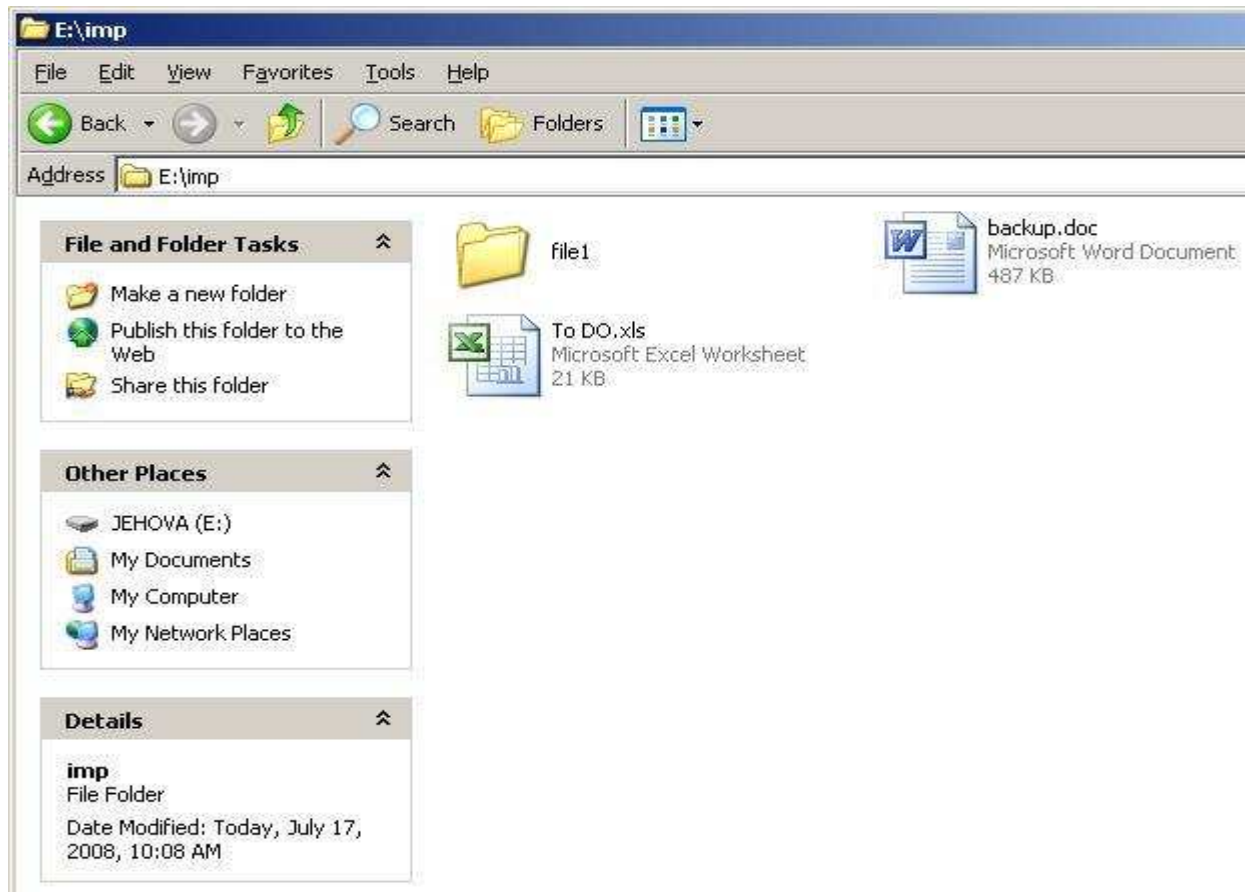 E:\imp
File Edit View Favorites Tools Help
Back Search Folders
Address E:\imp
File and Folder Tasks
Make a new folder
Publish this folder to the
Web
Share this folder
Other Places
JEHOVA (E:)
My Documents
My Computer
My Network Places
Details
imp
File Folder
Date Modified: Today, July 17,
2008, 10:08 AM
file1
backup.doc
Microsoft Word Document
487 KB
To DO.xls
Microsoft Excel Worksheet
21 KB